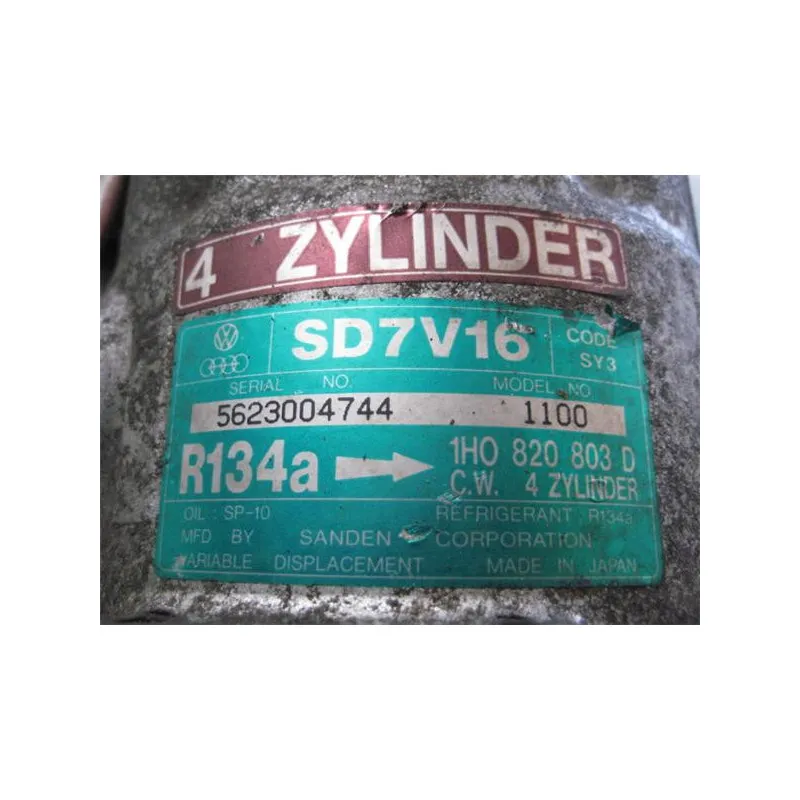 4 ZYLINDER
SD7V16
CODE
SY3
SERIAL NO.
MODEL NO
5623004744 1100
R134a
1H0 820 803 D
C.W. 4 ZYLINDER
OIL : SP-10 REFRIGERANT R134a
MFD BY SANDEN CORPORATION
VARIABLE DISPLACEMENT MADE IN JAPAN